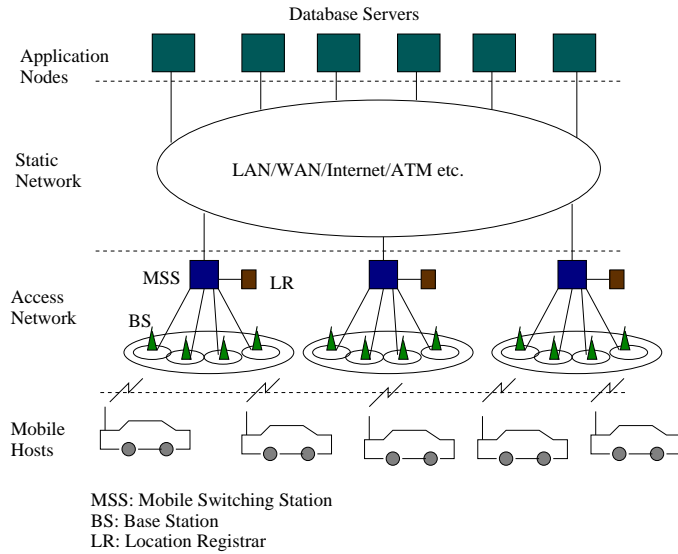 Database Servers
Application
Nodes
Static
Network
LAN/WAN/Internet/ATM etc.
MSS
LR
Access
Network
BS
Mobile
Hosts
MSS: Mobile Switching Station
BS: Base Station
LR: Location Registrar